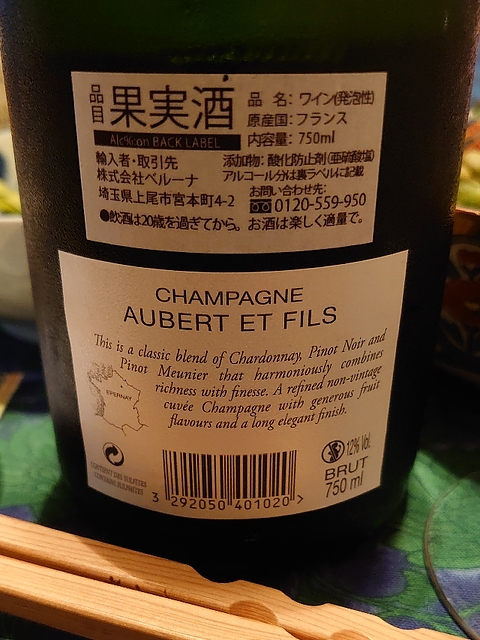 品目 果実酒
Alc%:on BACK LABEL
輸入者・取引先
株式会社ベルーナ
埼玉県上尾市宮本町4-2
●飲酒は20歳を過ぎてから。お酒は楽しく適量で。
品 名：ワイン(発泡性)
原産国：フランス
内容量：750ml
添加物：酸化防止剤(亜硫酸塩)
アルコール分は裏ラベルに記載
お問い合わせ先：
0120-559-950
CHAMPAGNE
AUBERT ET FILS
This is a classic blend of Chardonnay, Pinot Noir and
Pinot Meunier that harmoniously combines
richness with finesse. A refined non-vintage
cuvée Champagne with generous fruit
flavours and a long elegant finish.
EPERNAY
CONTIENT DES SULFITES
CONTAINS SULPHITES
3 292050 401020 >
12% Vol.
BRUT
750 ml